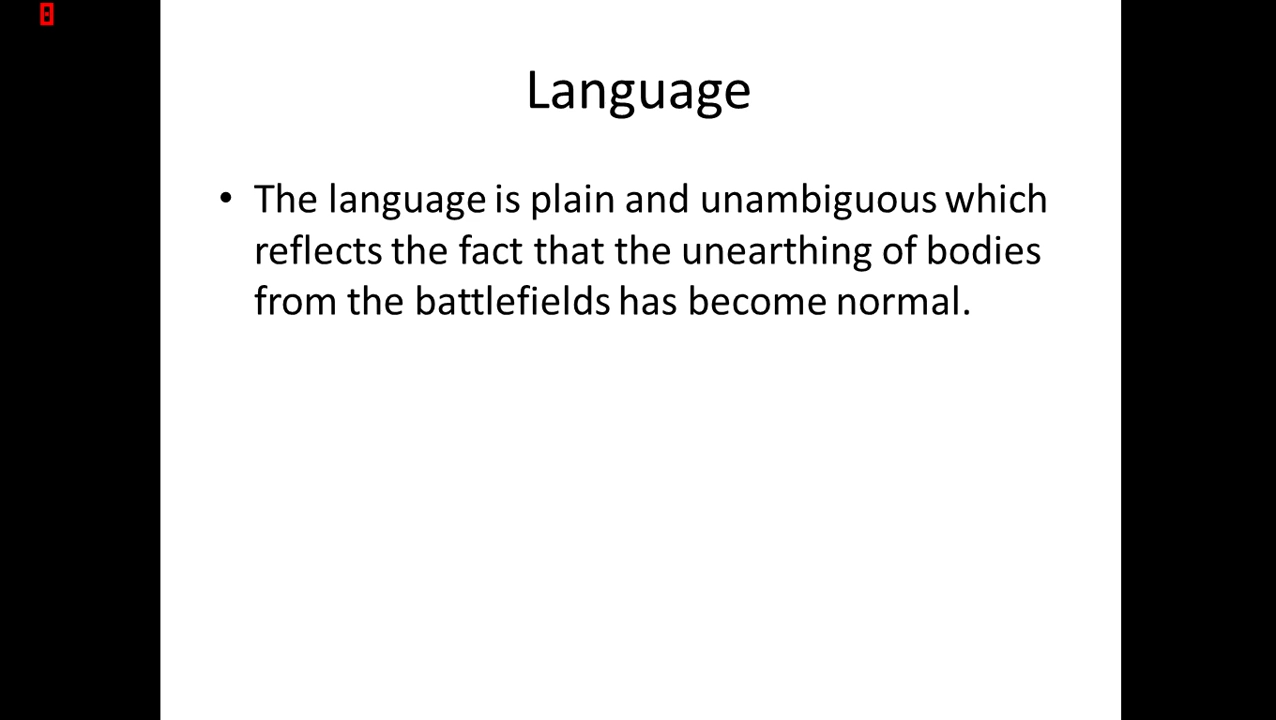 Language
• The language is plain and unambiguous which
reflects the fact that the unearthing of bodies
from the battlefields has become normal.